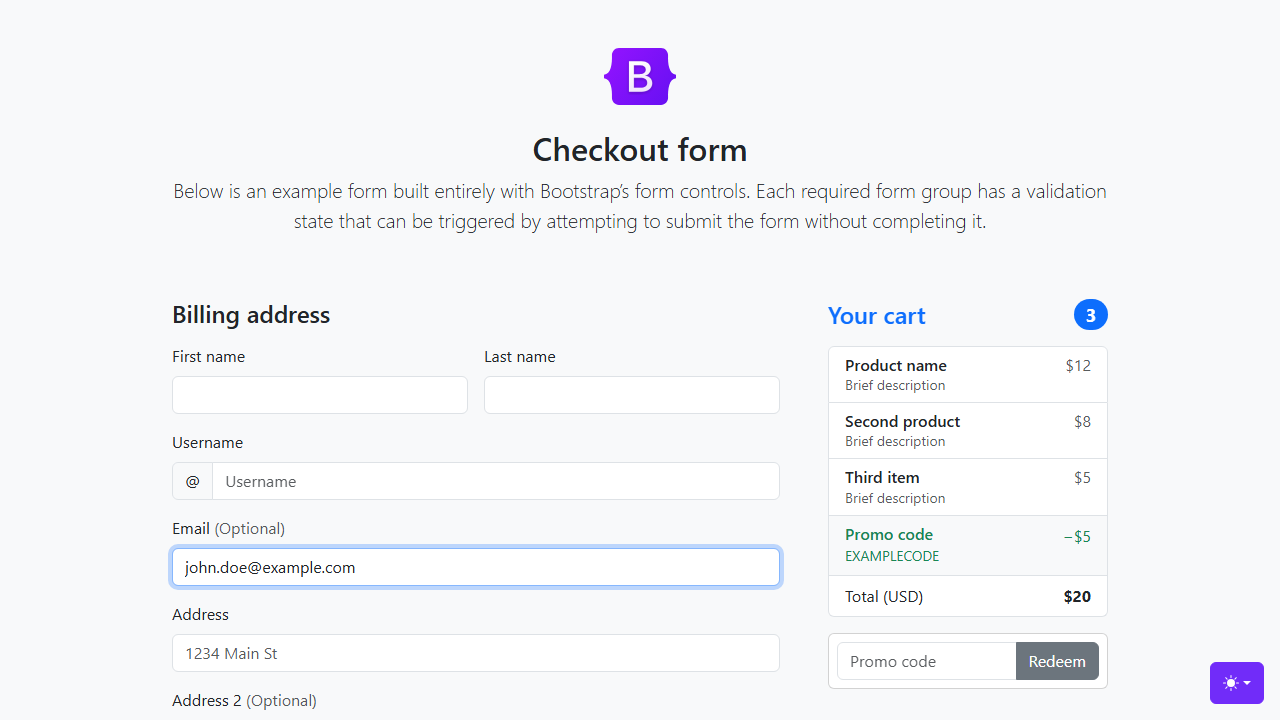 B
Checkout form
Below is an example form built entirely with Bootstrap’s form controls. Each required form group has a validation
state that can be triggered by attempting to submit the form without completing it.
Billing address
First name
Last name
Username
@ Username
Email (Optional)
john.doe@example.com
Address
1234 Main St
Address 2 (Optional)
Your cart 3
Product name $12
Brief description
Second product $8
Brief description
Third item $5
Brief description
Promo code −$5
EXAMPLECODE
Total (USD) $20
Promo code Redeem